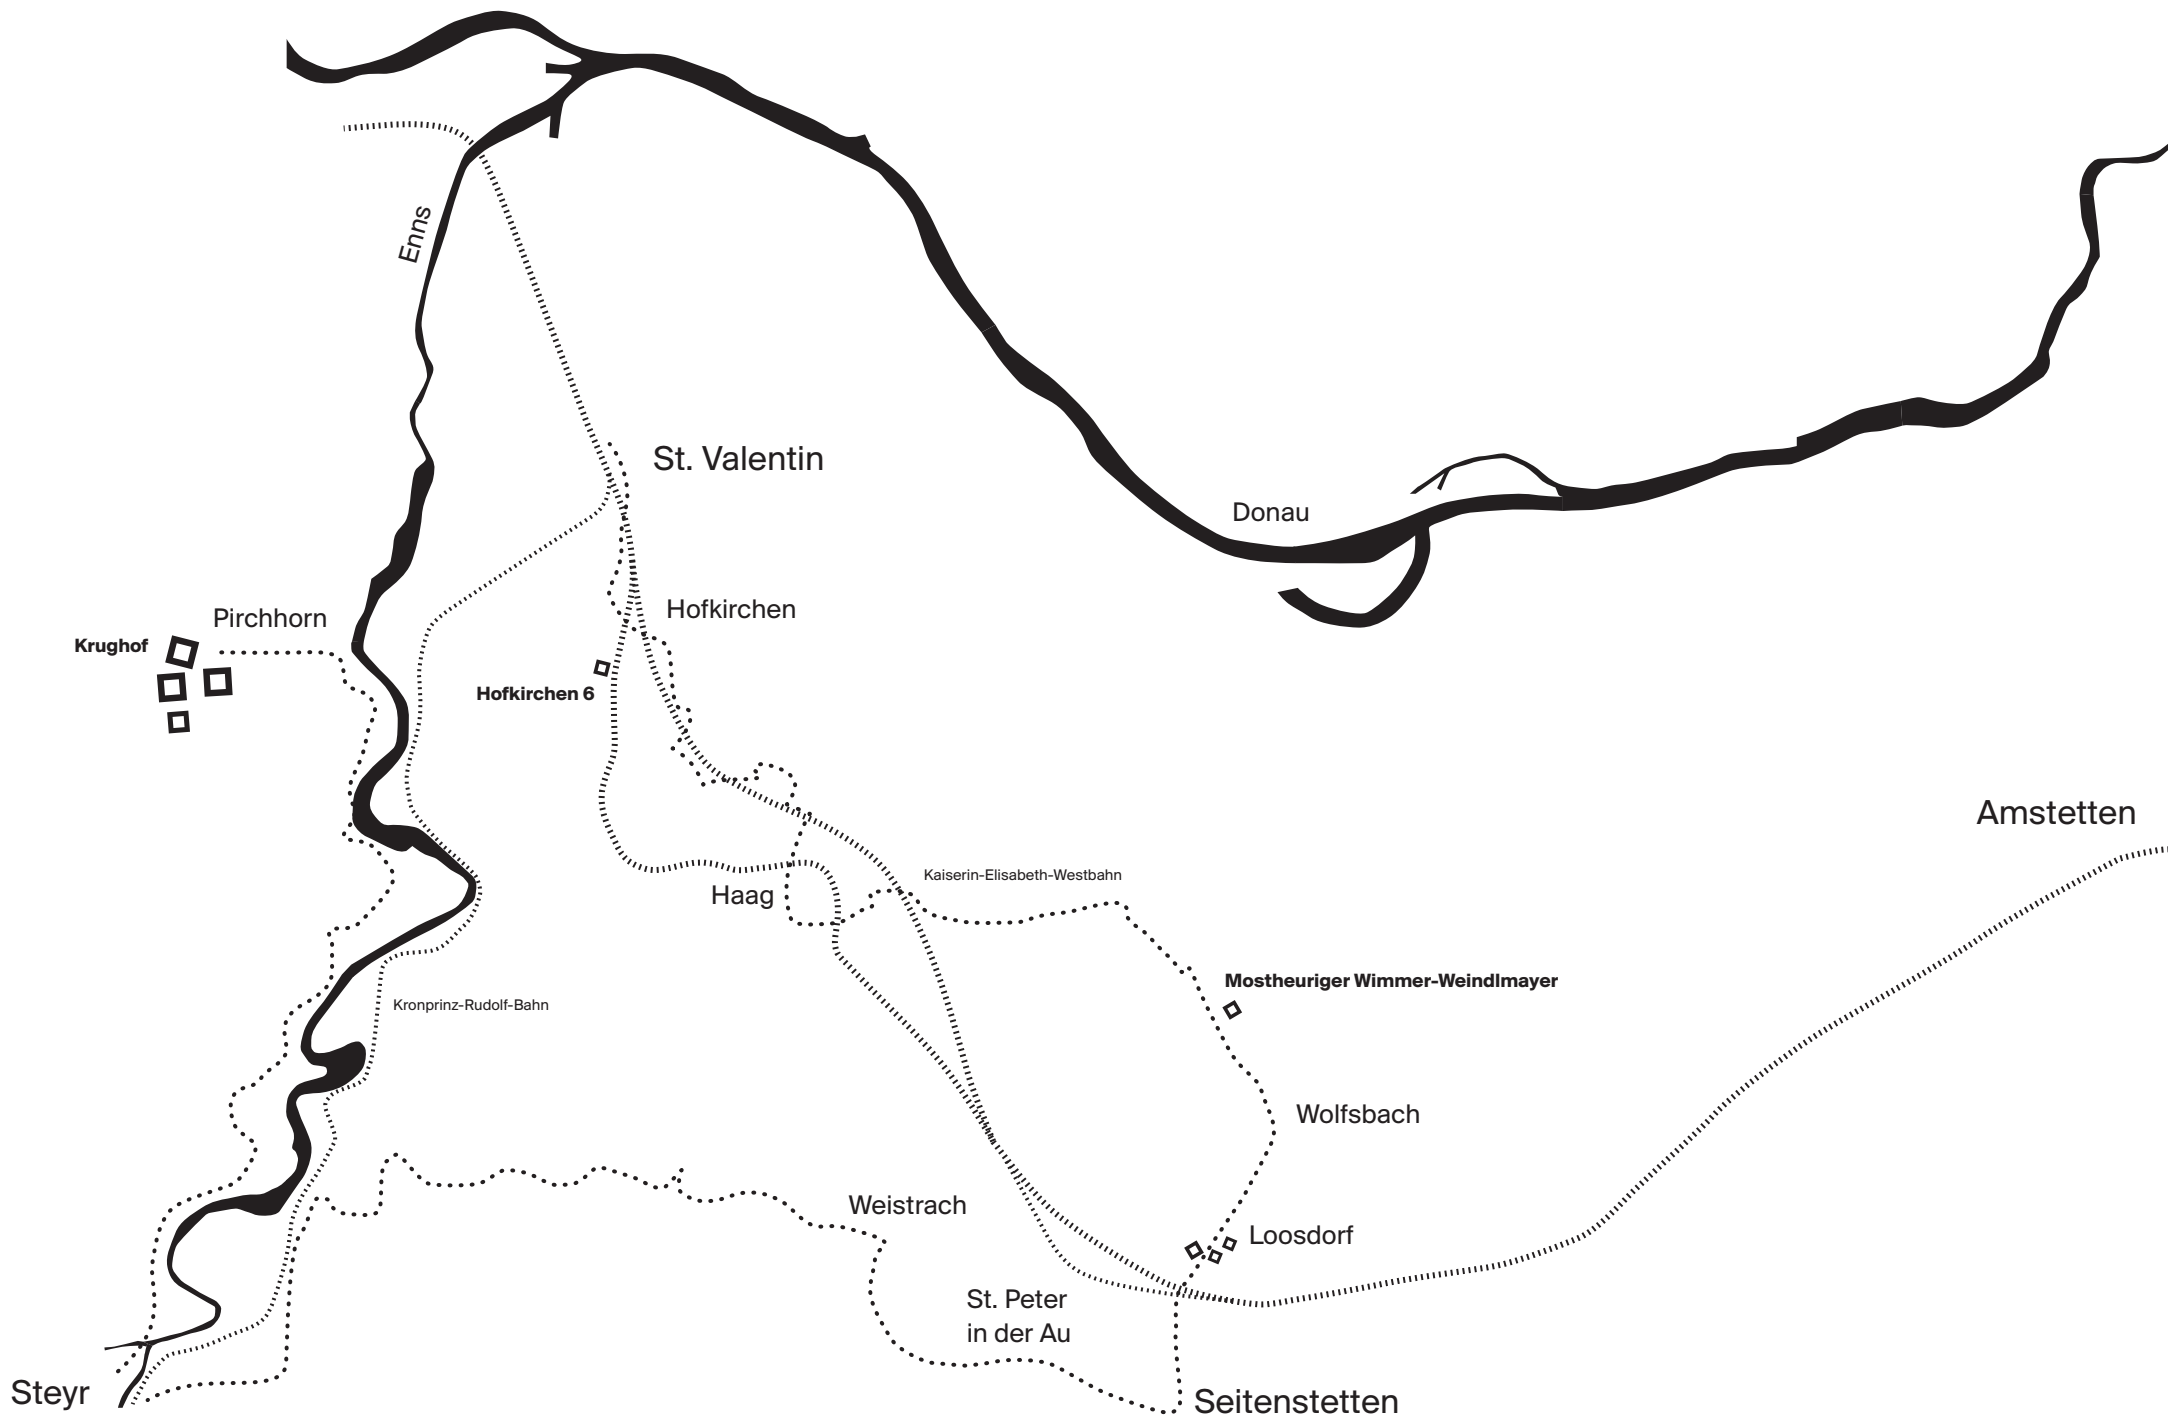 Enns
St. Valentin
Donau
Pirchhorn
Hofkirchen
Krughof
Hofkirchen 6
Amstetten
Kaiserin-Elisabeth-Westbahn
Haag
Mostheuriger Wimmer-Weindlmayer
Kronprinz-Rudolf-Bahn
Wolfsbach
Weistrach
Loosdorf
St. Peter
in der Au
Steyr
Seitenstetten